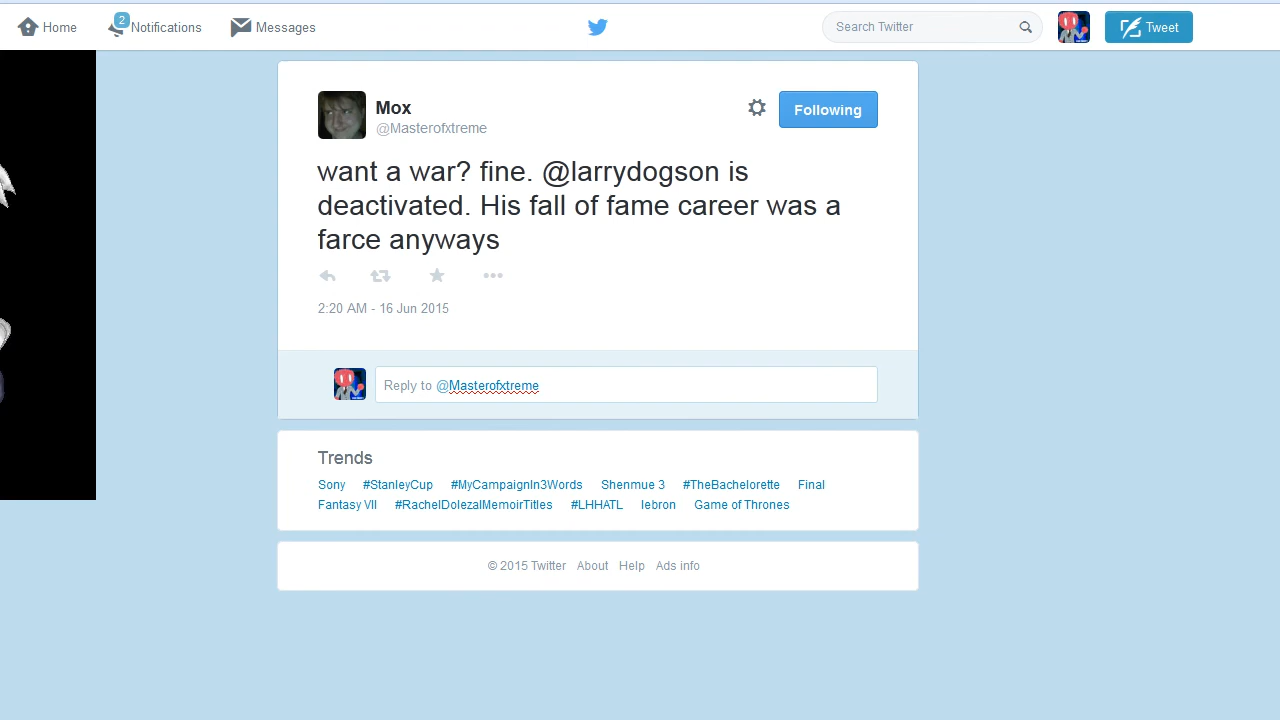 Home 2 Notifications Messages Search Twitter Tweet
Mox
@Masterofxtreme
Following
want a war? fine. @larrydogson is
deactivated. His fall of fame career was a
farce anyways
2:20 AM - 16 Jun 2015
Reply to @Masterofxtreme
Trends
Sony #StanleyCup #MyCampaignIn3Words Shenmue 3 #TheBachelorette Final
Fantasy VII #RachelDolezalMemoirTitles #LHHATL lebron Game of Thrones
© 2015 Twitter About Help Ads info